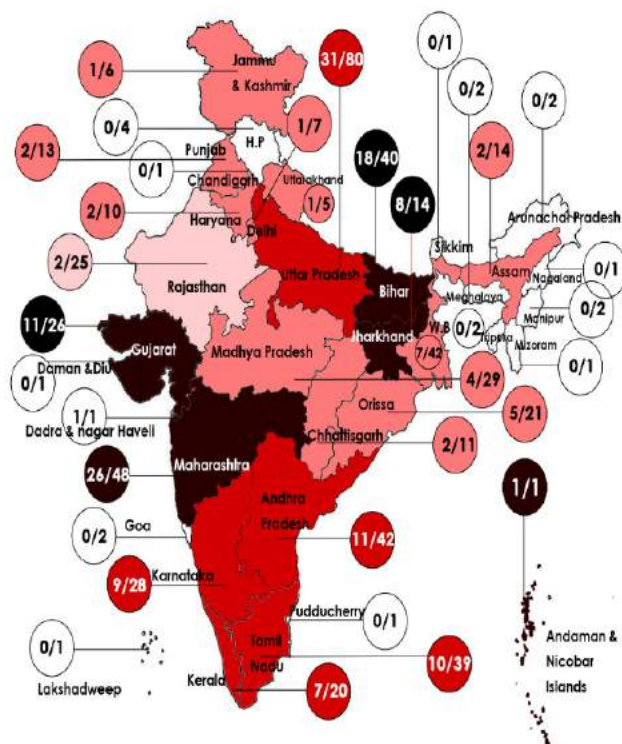 0/1
31/80
0/2
Jammu
1/6
& Kashmir
0/2
0/4
H.P
1/7
18/40
2/13
Punjab
0/1
Chandigrh
Uttarakhand
2/14
8/14
2/10
1/5
Haryana
Delhi
Arunachal Pradesh
Sikkim
Assam
2/25
Rajasthan
Uttar Pradesh
Bihar
Nagaland
0/1
Meghalaya
11/26
Gujarat
Jharkhand
W.B
0/2
Manipur
0/2
Tripura
Mizoram
7/42
Daman &Diu
Madhya Pradesh
0/1
4/29
0/1
1/1
Orissa
5/21
Dadra & nagar Haveli
Chhattisgarh
2/11
26/48
Maharashtra
1/1
Andhra
Pradesh
0/2
Goa
11/42
9/28
Karnataka
Pudducherry
0/1
0/1
Tamil
Nadu
10/39
Andaman &
Nicobar
Islands
Lakshadweep
Kerala
7/20